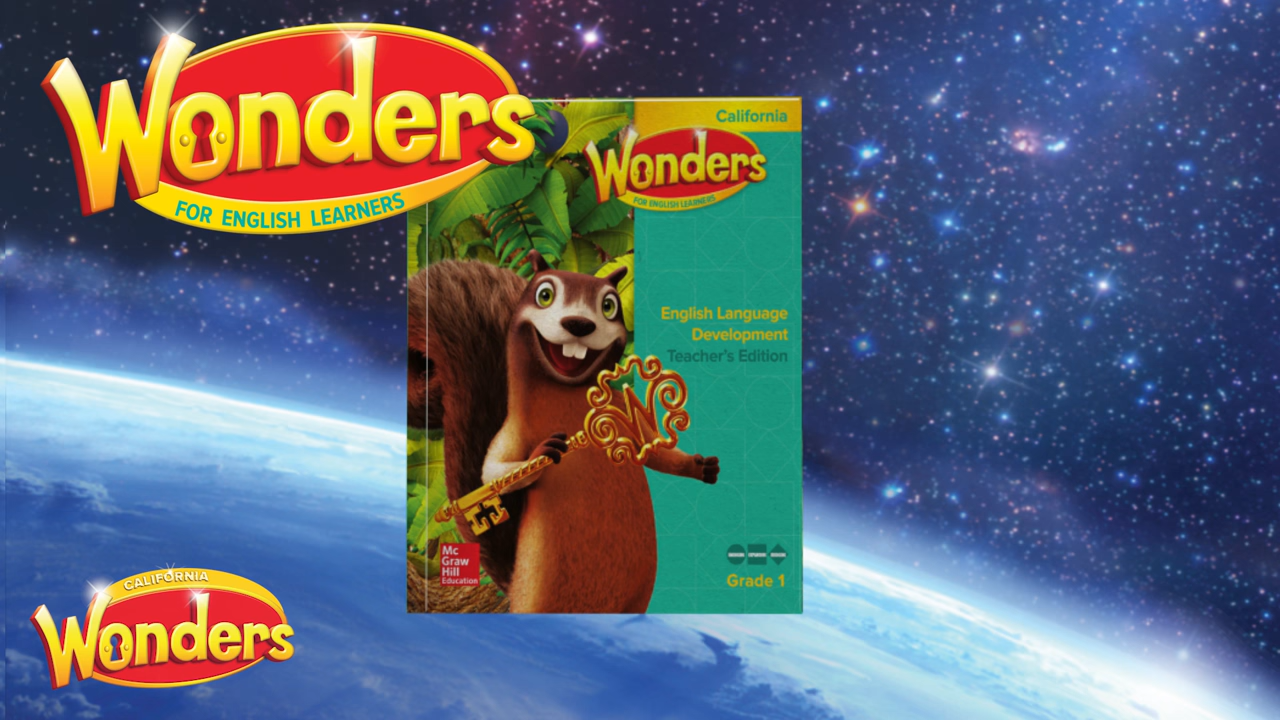 Wonders
FOR ENGLISH LEARNERS
California
Wonders
FOR ENGLISH LEARNERS
English Language
Development
Teacher's Edition
W
Mc
Graw
Hill
Education
Grade 1
CALIFORNIA
Wonders